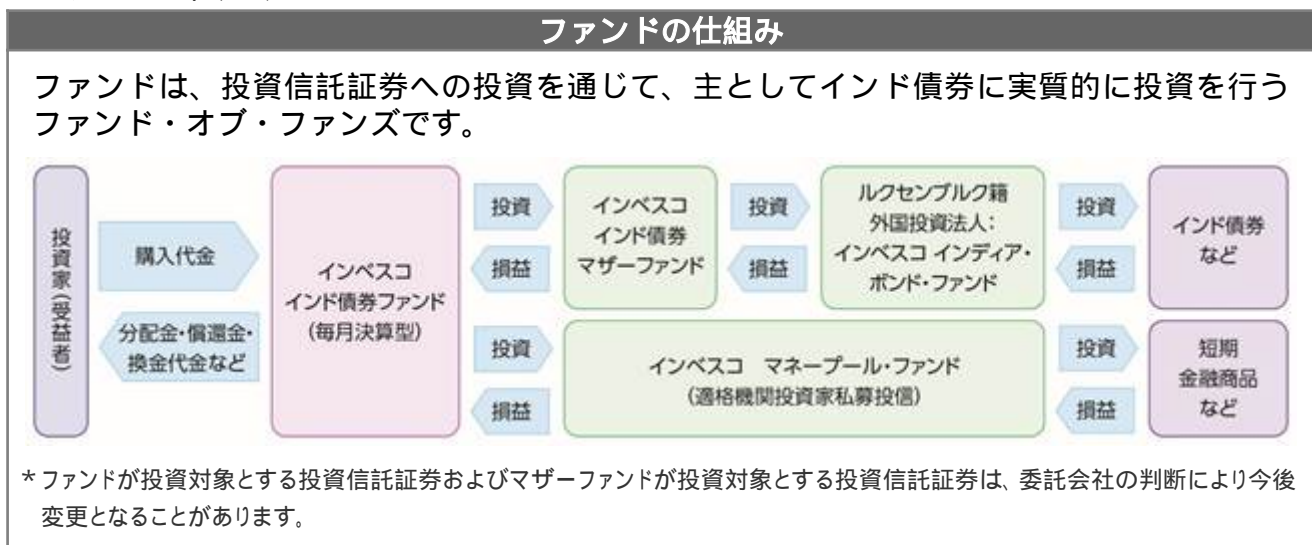 ファンドの仕組み
ファンドは、投資信託証券への投資を通じて、主としてインド債券に実質的に投資を行う
ファンド・オブ・ファンズです。
投資家(受益者)
購入代金
分配金・償還金・
換金代金など
インベスコ
インド債券ファンド
(毎月決算型)
投資
損益
インベスコ
インド債券
マザーファンド
投資
損益
ルクセンブルク籍
外国投資法人:
インベスコ インディア・
ボンド・ファンド
投資
損益
インド債券
など
投資
損益
インベスコ　マネープール・ファンド
(適格機関投資家私募投信)
投資
損益
短期
金融商品
など
*ファンドが投資対象とする投資信託証券およびマザーファンドが投資対象とする投資信託証券は、委託会社の判断により今後
変更となることがあります。